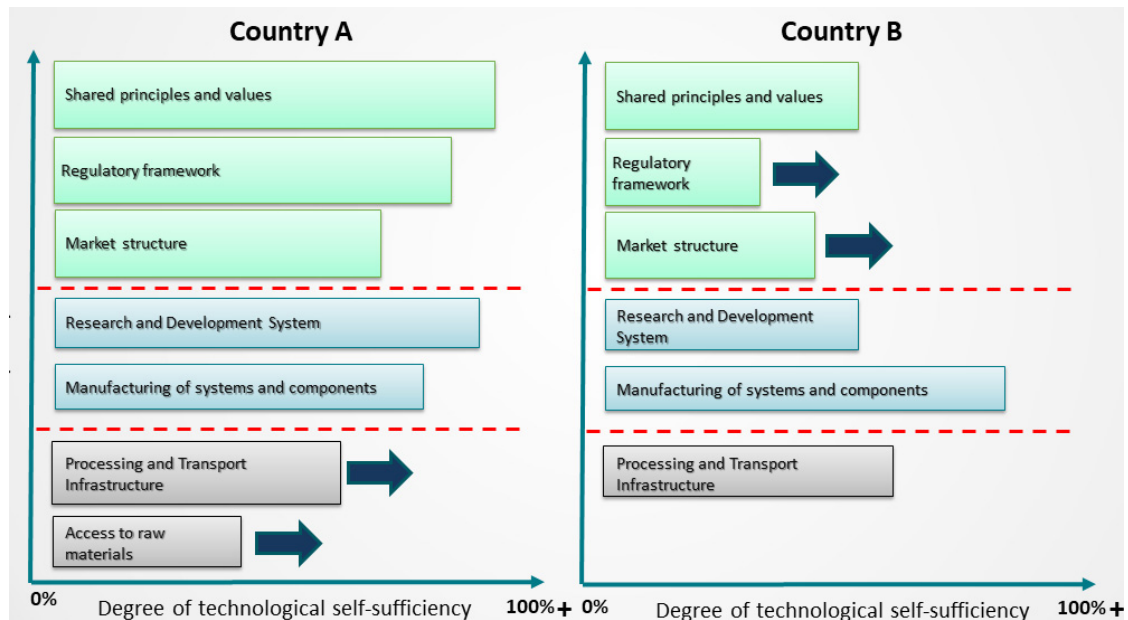 Country A
Shared principles and values
Regulatory framework
Market structure
Research and Development System
Manufacturing of systems and components
Processing and Transport
Infrastructure
Access to raw
materials
0%
Degree of technological self-sufficiency
100%+
Country B
Shared principles and values
Regulatory
framework
Market structure
Research and Development
System
Manufacturing of systems and components
Processing and Transport
Infrastructure
0%
Degree of technological self-sufficiency
100%+